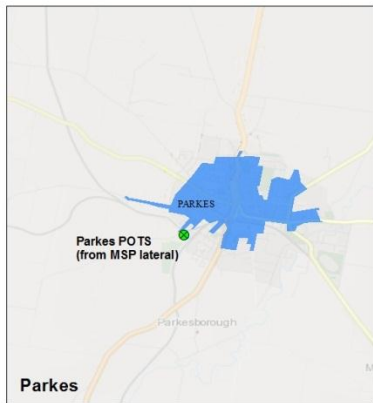 PARKES
Parkes POTS
(from MSP lateral)
Parkesborough
M
Parkes